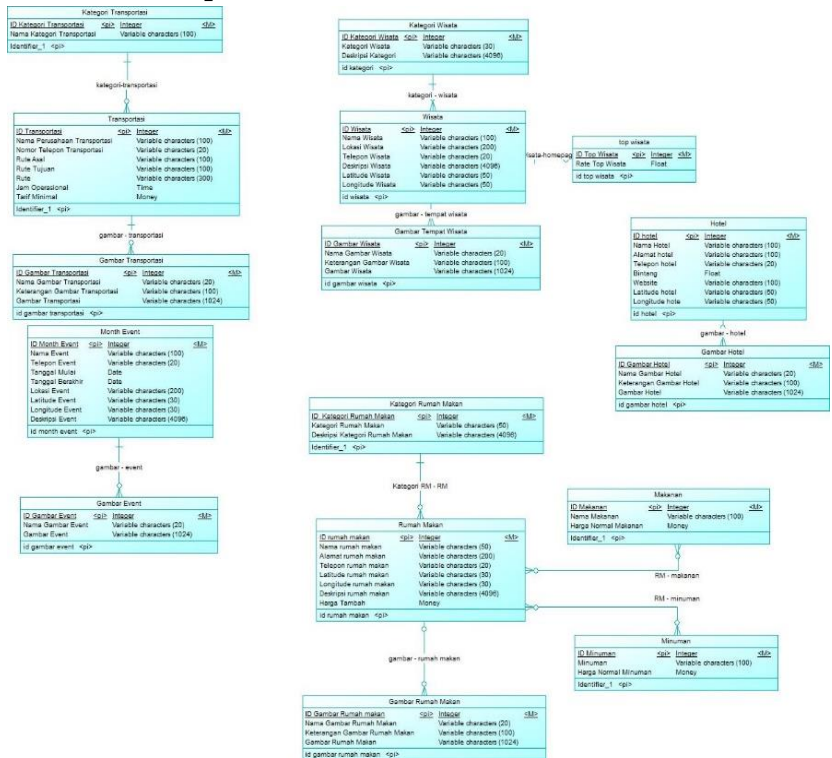 Kategori Transportasi
ID Kategori Transportasi <pi> Integer <M>
Nama Kategori Transportasi Variable characters (100)
Identifier_1 <pi>
kategori-transportasi
Transportasi
ID Transportasi <pi> Integer <M>
Nama Perusahaan Transportasi Variable characters (100)
Nomor Telepon Transportasi Variable characters (20)
Rute Asal Variable characters (100)
Rute Tujuan Variable characters (100)
Rute Variable characters (300)
Jam Operasional Time
Tarif Minimal Money
Identifier_1 <pi>
gambar - transportasi
Gambar Transportasi
ID Gambar Transportasi <pi> Integer <M>
Nama Gambar Transportasi Variable characters (20)
Keterangan Gambar Transportasi Variable characters (100)
Gambar Transportasi Variable characters (1024)
id gambar transportasi <pi>
Month Event
ID Month Event <pi> Integer <M>
Nama Event Variable characters (100)
Telepon Event Variable characters (20)
Tanggal Mulai Date
Tanggal Berakhir Date
Lokasi Event Variable characters (200)
Latitude Event Variable characters (30)
Longitude Event Variable characters (30)
Deskripsi Event Variable characters (4096)
id month event <pi>
gambar - event
Gambar Event
ID Gambar Event <pi> Integer <M>
Nama Gambar Event Variable characters (20)
Gambar Event Variable characters (1024)
id gambar event <pi>
Kategori Wisata
ID Kategori Wisata <pi> Integer <M>
Kategori Wisata Variable characters (30)
Deskripsi Kategori Variable characters (4096)
id kategori <pi>
kategori - wisata
Wisata
ID Wisata <pi> Integer <M>
Nama Wisata Variable characters (100)
Lokasi Wisata Variable characters (200)
Telepon Wisata Variable characters (20)
Deskripsi Wisata Variable characters (4096)
Latitude Wisata Variable characters (50)
Longitude Wisata Variable characters (50)
id wisata <pi>
gambar - tempat wisata
Gambar Tempat Wisata
ID Gambar Wisata <pi> Integer <M>
Nama Gambar Wisata Variable characters (20)
Keterangan Gambar Wisata Variable characters (100)
Gambar Wisata Variable characters (1024)
id gambar wisata <pi>
isata-homepag
top wisata
ID Top Wisata <pi> Integer <M>
Rate Top Wisata Float
id top wisata <pi>
Hotel
ID hotel <pi> Integer <M>
Nama Hotel Variable characters (100)
Alamat hotel Variable characters (100)
Telepon hotel Variable characters (20)
Bintang Float
Website Variable characters (100)
Latitude hotel Variable characters (50)
Longitude hote Variable characters (50)
id hotel <pi>
gambar - hotel
Gambar Hotel
ID Gambar Hotel <pi> Integer <M>
Nama Gambar Hotel Variable characters (20)
Keterangan Gambar Hotel Variable characters (100)
Gambar Hotel Variable characters (1024)
id gambar hotel <pi>
Kategori Rumah Makan
ID Kategori Rumah Makan <pi> Integer <M>
Kategori Rumah Makan Variable characters (50)
Deskripsi Kategori Rumah Makan Variable characters (4096)
Identifier_1 <pi>
Kategori RM - RM
Rumah Makan
ID rumah makan <pi> Integer <M>
Nama rumah makan Variable characters (50)
Alamat rumah makan Variable characters (200)
Telepon rumah makan Variable characters (20)
Latitude rumah makan Variable characters (30)
Longitude rumah makan Variable characters (30)
Deskripsi rumah makan Variable characters (4096)
Harga Tambah Money
id rumah makan <pi>
gambar - rumah makan
Gambar Rumah Makan
ID Gambar Rumah makan <pi> Integer <M>
Nama Gambar Rumah Makan Variable characters (20)
Keterangan Gambar Rumah Makan Variable characters (100)
Gambar Rumah Makan Variable characters (1024)
id gambar rumah makan <pi>
Makanan
ID Makanan <pi> Integer <M>
Nama Makanan Variable characters (100)
Harga Normal Makanan Money
Identifier_1 <pi>
RM - makanan
RM - minuman
Minuman
ID Minuman <pi> Integer <M>
Minuman Variable characters (100)
Harga Normal Minuman Money
Identifier_1 <pi>